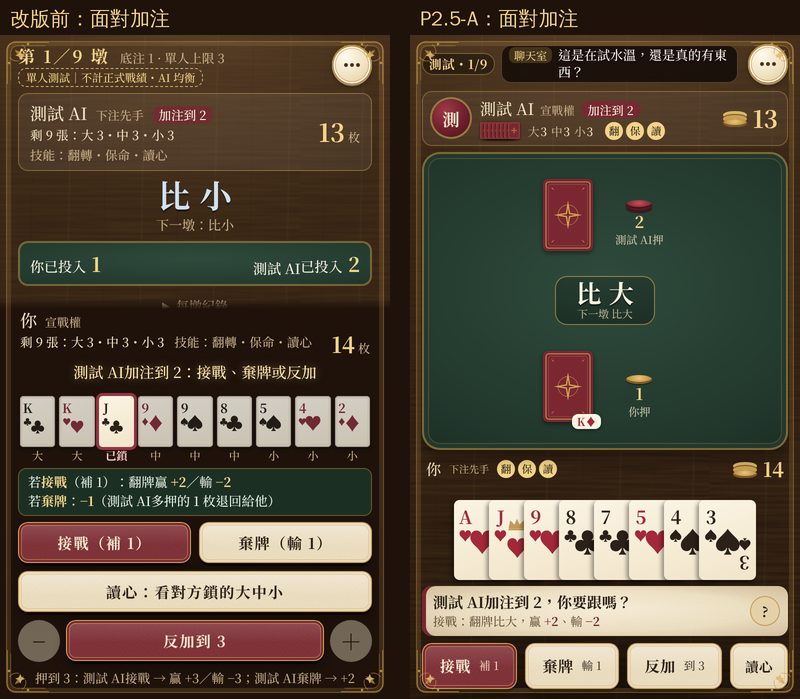 改版前：面對加注
第 1／9 墩 底注 1・單人上限 3
單人測試｜不計正式戰績・AI 均衡
•••
測試 AI 下注先手 加注到 2
剩 9 張：大 3・中 3・小 3
技能：翻轉・保命・讀心
13 枚
比小
下一墩：比小
你已投入 1
測試 AI已投入 2
▶ 每墩紀錄
你 宣戰權
剩 9 張：大 3・中 3・小 3 技能：翻轉・保命・讀心
14 枚
測試 AI加注到 2：接戰、棄牌或反加
K K J 9 9 8 5 4 2
大 大 已鎖 中 中 中 小 小 小
若接戰（補 1）：翻牌贏 +2／輸 −2
若棄牌：−1（測試 AI多押的 1 枚退回給他）
接戰（補 1）
棄牌（輸 1）
讀心：看對方鎖的大中小
−
反加到 3
+
押到 3：測試 AI接戰 → 贏 +3／輸 −3；測試 AI棄牌 → +2
P2.5-A：面對加注
測試・1/9
聊天室 這是在試水溫，還是真的有東
西？
•••
測
測試 AI 宣戰權 加注到 2
大3 中3 小3 翻 保 讀
13
2
測試 AI押
比大
下一墩 比大
K♦
1
你押
你 下注先手 翻 保 讀
14
A J 9 8 7 5 4 3
3
測試 AI加注到 2，你要跟嗎？
接戰：翻牌比大，贏 +2、輸 −2
?
接戰 補 1
棄牌 輸 1
反加 到 3
讀心